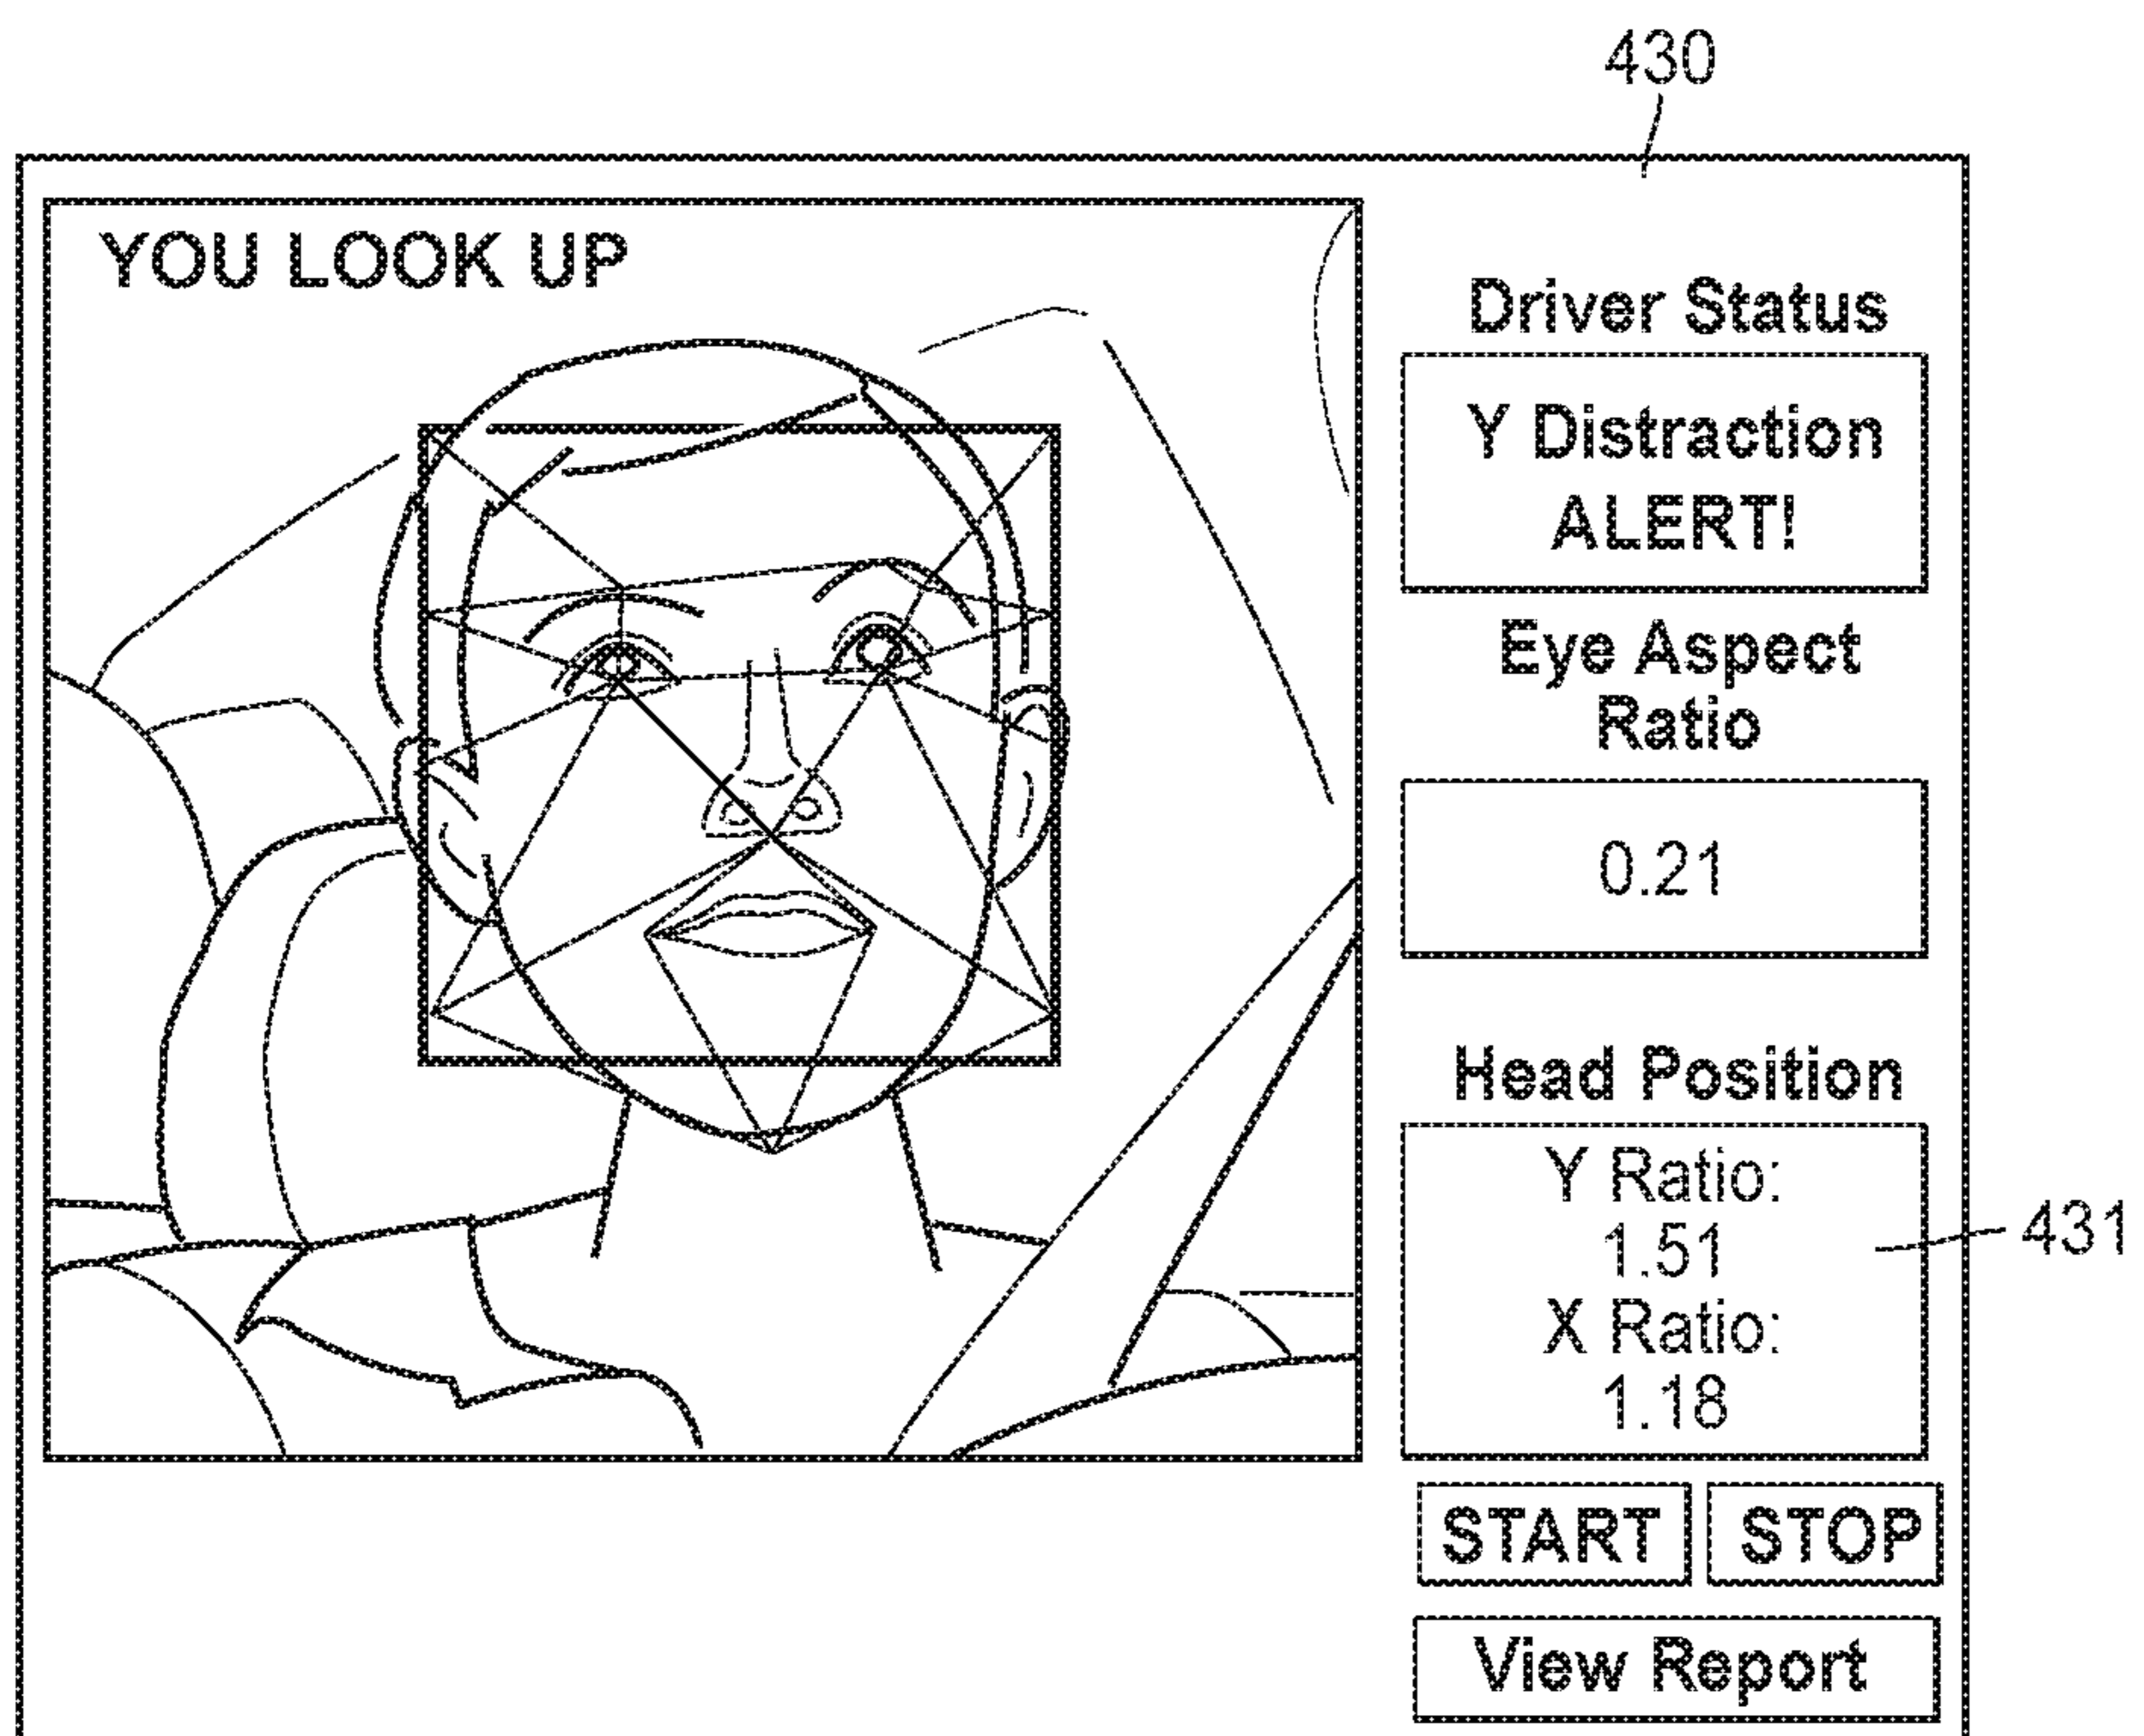 430
YOU LOOK UP
Driver Status
Y Distraction
ALERT!
Eye Aspect
Ratio
0.21
Head Position
Y Ratio:
1.51
X Ratio:
1.18
431
START STOP
View Report